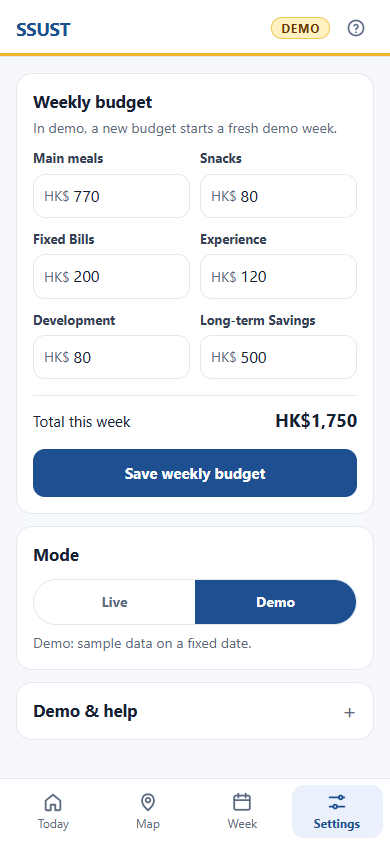 SSUST
DEMO
Weekly budget
In demo, a new budget starts a fresh demo week.
Main meals
Snacks
HK$ 770
HK$ 80
Fixed Bills
Experience
HK$ 200
HK$ 120
Development
Long-term Savings
HK$ 80
HK$ 500
Total this week
HK$1,750
Save weekly budget
Mode
Live
Demo
Demo: sample data on a fixed date.
Demo & help
+
Today
Map
Week
Settings